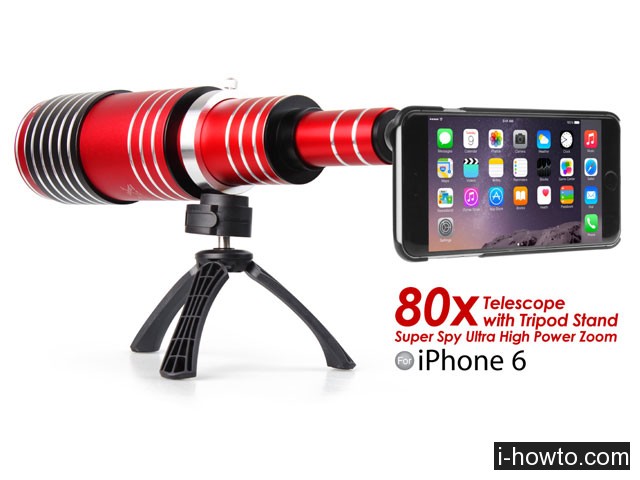 80x Telescope
with Tripod Stand
Super Spy Ultra High Power Zoom
For iPhone 6
i-howto.com